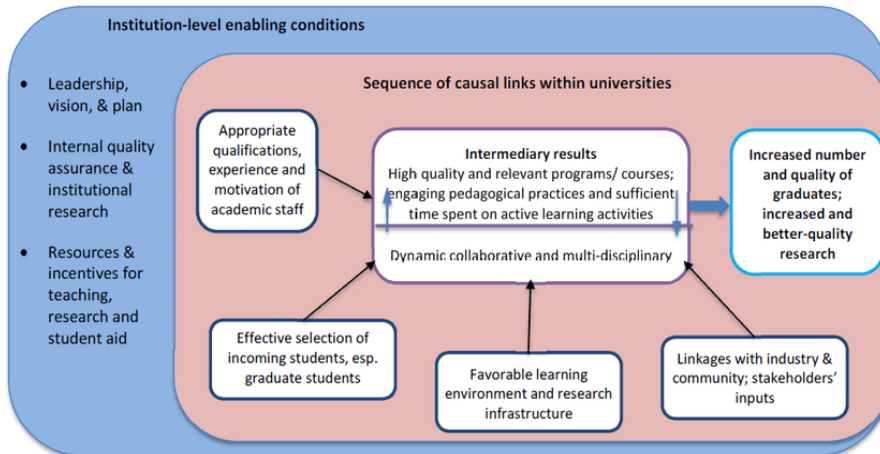 Institution-level enabling conditions
• Leadership,
vision, & plan
• Internal quality
assurance &
institutional
research
• Resources &
incentives for
teaching,
research and
student aid
Sequence of causal links within universities
Appropriate
qualifications,
experience and
motivation of
academic staff
Intermediary results
High quality and relevant programs/ courses;
engaging pedagogical practices and sufficient
time spent on active learning activities
Dynamic collaborative and multi-disciplinary
Increased number
and quality of
graduates;
increased and
better-quality
research
Effective selection of
incoming students, esp.
graduate students
Favorable learning
environment and research
infrastructure
Linkages with industry &
community; stakeholders’
inputs